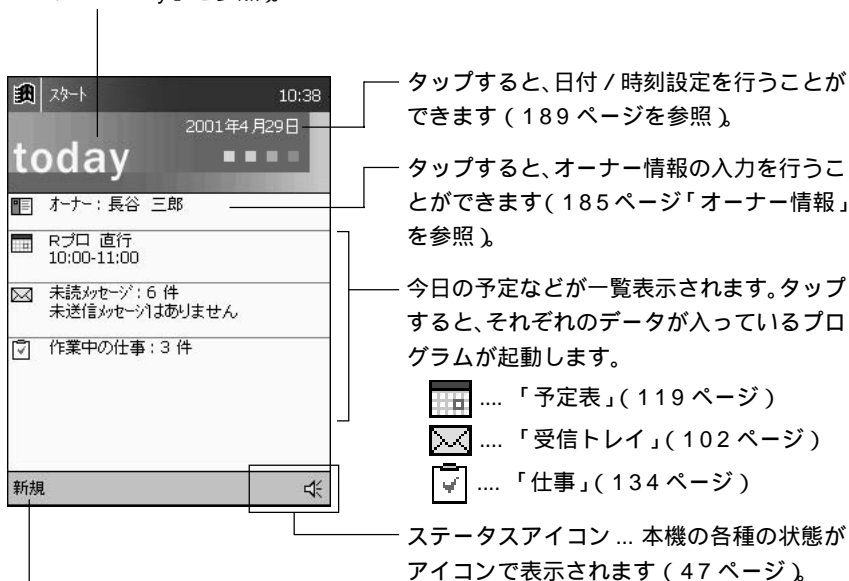 スタート 10:38
2001年4月29日
today
オーナー：長谷 三郎
Rプロ 直行
10:00-11:00
未読メッセージ：6 件
未送信メッセージはありません
作業中の仕事：3 件
新規
タップすると、日付 / 時刻設定を行うことが
できます（189 ページを参照）。
タップすると、オーナー情報の入力を行うこ
とができます（185ページ「オーナー情報」
を参照）。
今日の予定などが一覧表示されます。タップ
すると、それぞれのデータが入っているプロ
グラムが起動します。
.... 「予定表」（119 ページ）
.... 「受信トレイ」（102 ページ）
.... 「仕事」（134 ページ）
ステータスアイコン ... 本機の各種の状態が
アイコンで表示されます（47 ページ）。